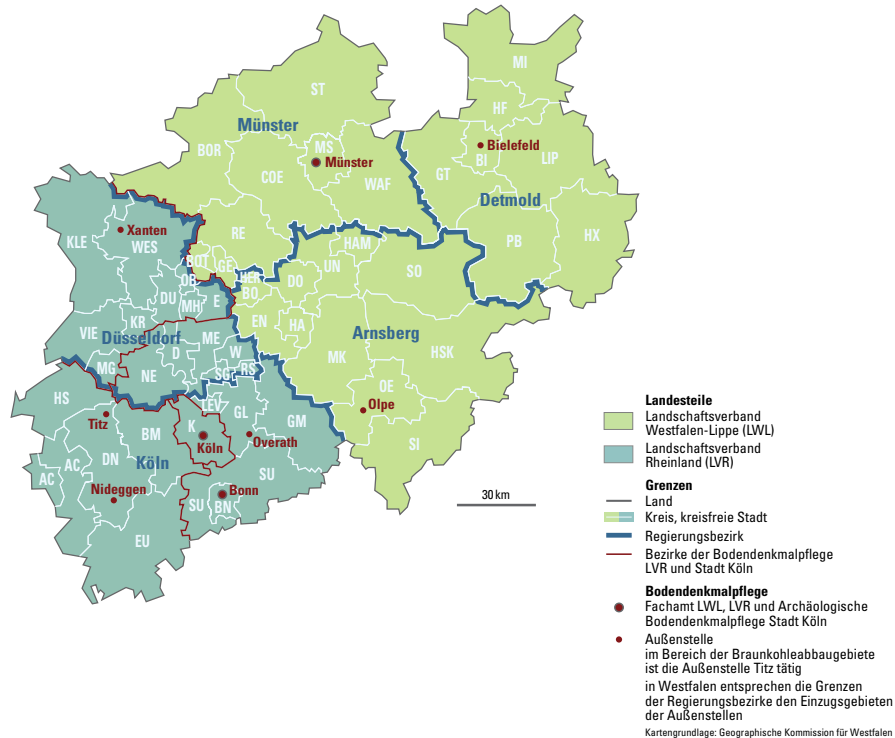 MI
ST
HF
Münster
MS
Münster
BOR
Bielefeld
BI
LIP
GT
COE
WAF
Detmold
Xanten
KLE
WES
RE
HAM
PB
HX
BOT
GE
HER
UN
SO
OB
BO
DO
DU
MH
E
EN
HA
Arnsberg
VIE
KR
Düsseldorf
ME
MK
HSK
MG
NE
D
W
SG
RS
OE
Olpe
HS
LEV
GL
Titz
BM
K
Köln
Overath
GM
SI
AC
AC
DN
Köln
SU
Nideggen
Bonn
SU
BN
EU
30 km
Landesteile
Landschaftsverband
Westfalen-Lippe (LWL)
Landschaftsverband
Rheinland (LVR)
Grenzen
Land
Kreis, kreisfreie Stadt
Regierungsbezirk
Bezirke der Bodendenkmalpflege
LVR und Stadt Köln
Bodendenkmalpflege
Fachamt LWL, LVR und Archäologische
Bodendenkmalpflege Stadt Köln
Außenstelle
im Bereich der Braunkohleabbaugebiete
ist die Außenstelle Titz tätig
in Westfalen entsprechen die Grenzen
der Regierungsbezirke den Einzugsgebieten
der Außenstellen
Kartengrundlage: Geographische Kommission für Westfalen